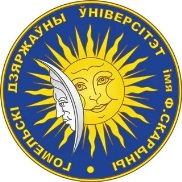 ГОМЕЛЬСКІ ДЗЯРЖАЎНЫ ЎНІВЕРСІТЭТ імя Ф.СКАРЫНЫ